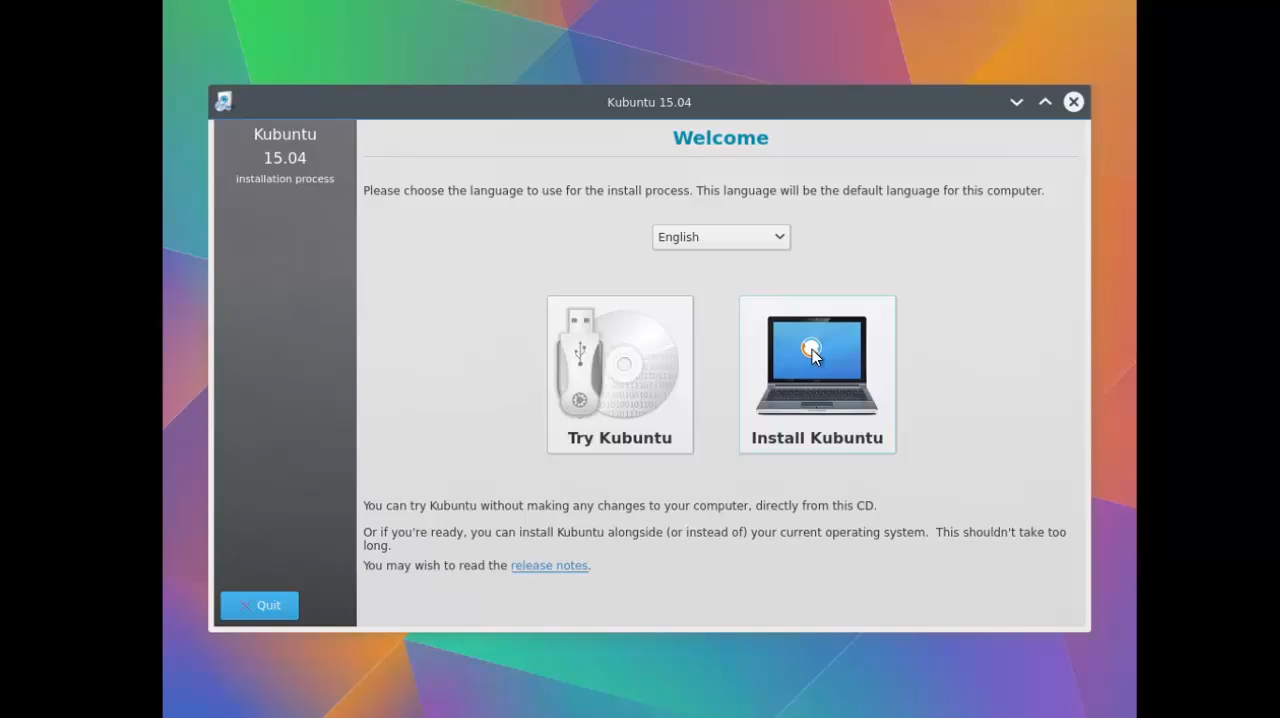 Kubuntu 15.04
Kubuntu
15.04
installation process
Welcome
Please choose the language to use for the install process. This language will be the default language for this computer.
English
Try Kubuntu
Install Kubuntu
You can try Kubuntu without making any changes to your computer, directly from this CD.
Or if you're ready, you can install Kubuntu alongside (or instead of) your current operating system.  This shouldn't take too
long.
You may wish to read the release notes.
Quit